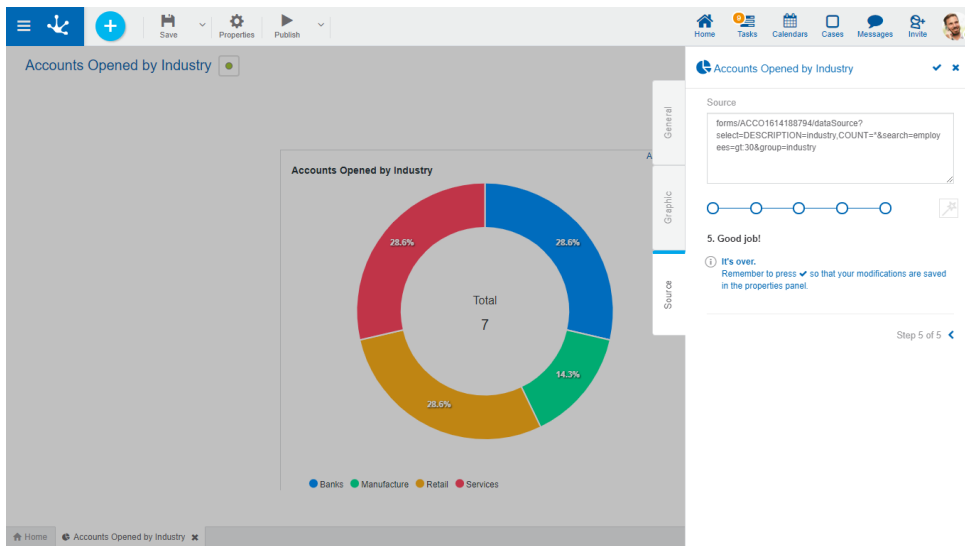 Save
Properties
Publish
Home
9
Tasks
Calendars
Cases
Messages
Invite
Accounts Opened by Industry
Accounts Opened by Industry
Source
forms/ACCO1614188794/dataSource?
select=DESCRIPTION=industry,COUNT=*&search=employ
ees=gt:30&group=industry
General
Graphic
Source
5. Good job!
It's over.
Remember to press ✔ so that your modifications are saved
in the properties panel.
Step 5 of 5
A
Accounts Opened by Industry
28.6%
28.6%
Total
7
14.3%
28.6%
Banks
Manufacture
Retail
Services
Home
Accounts Opened by Industry